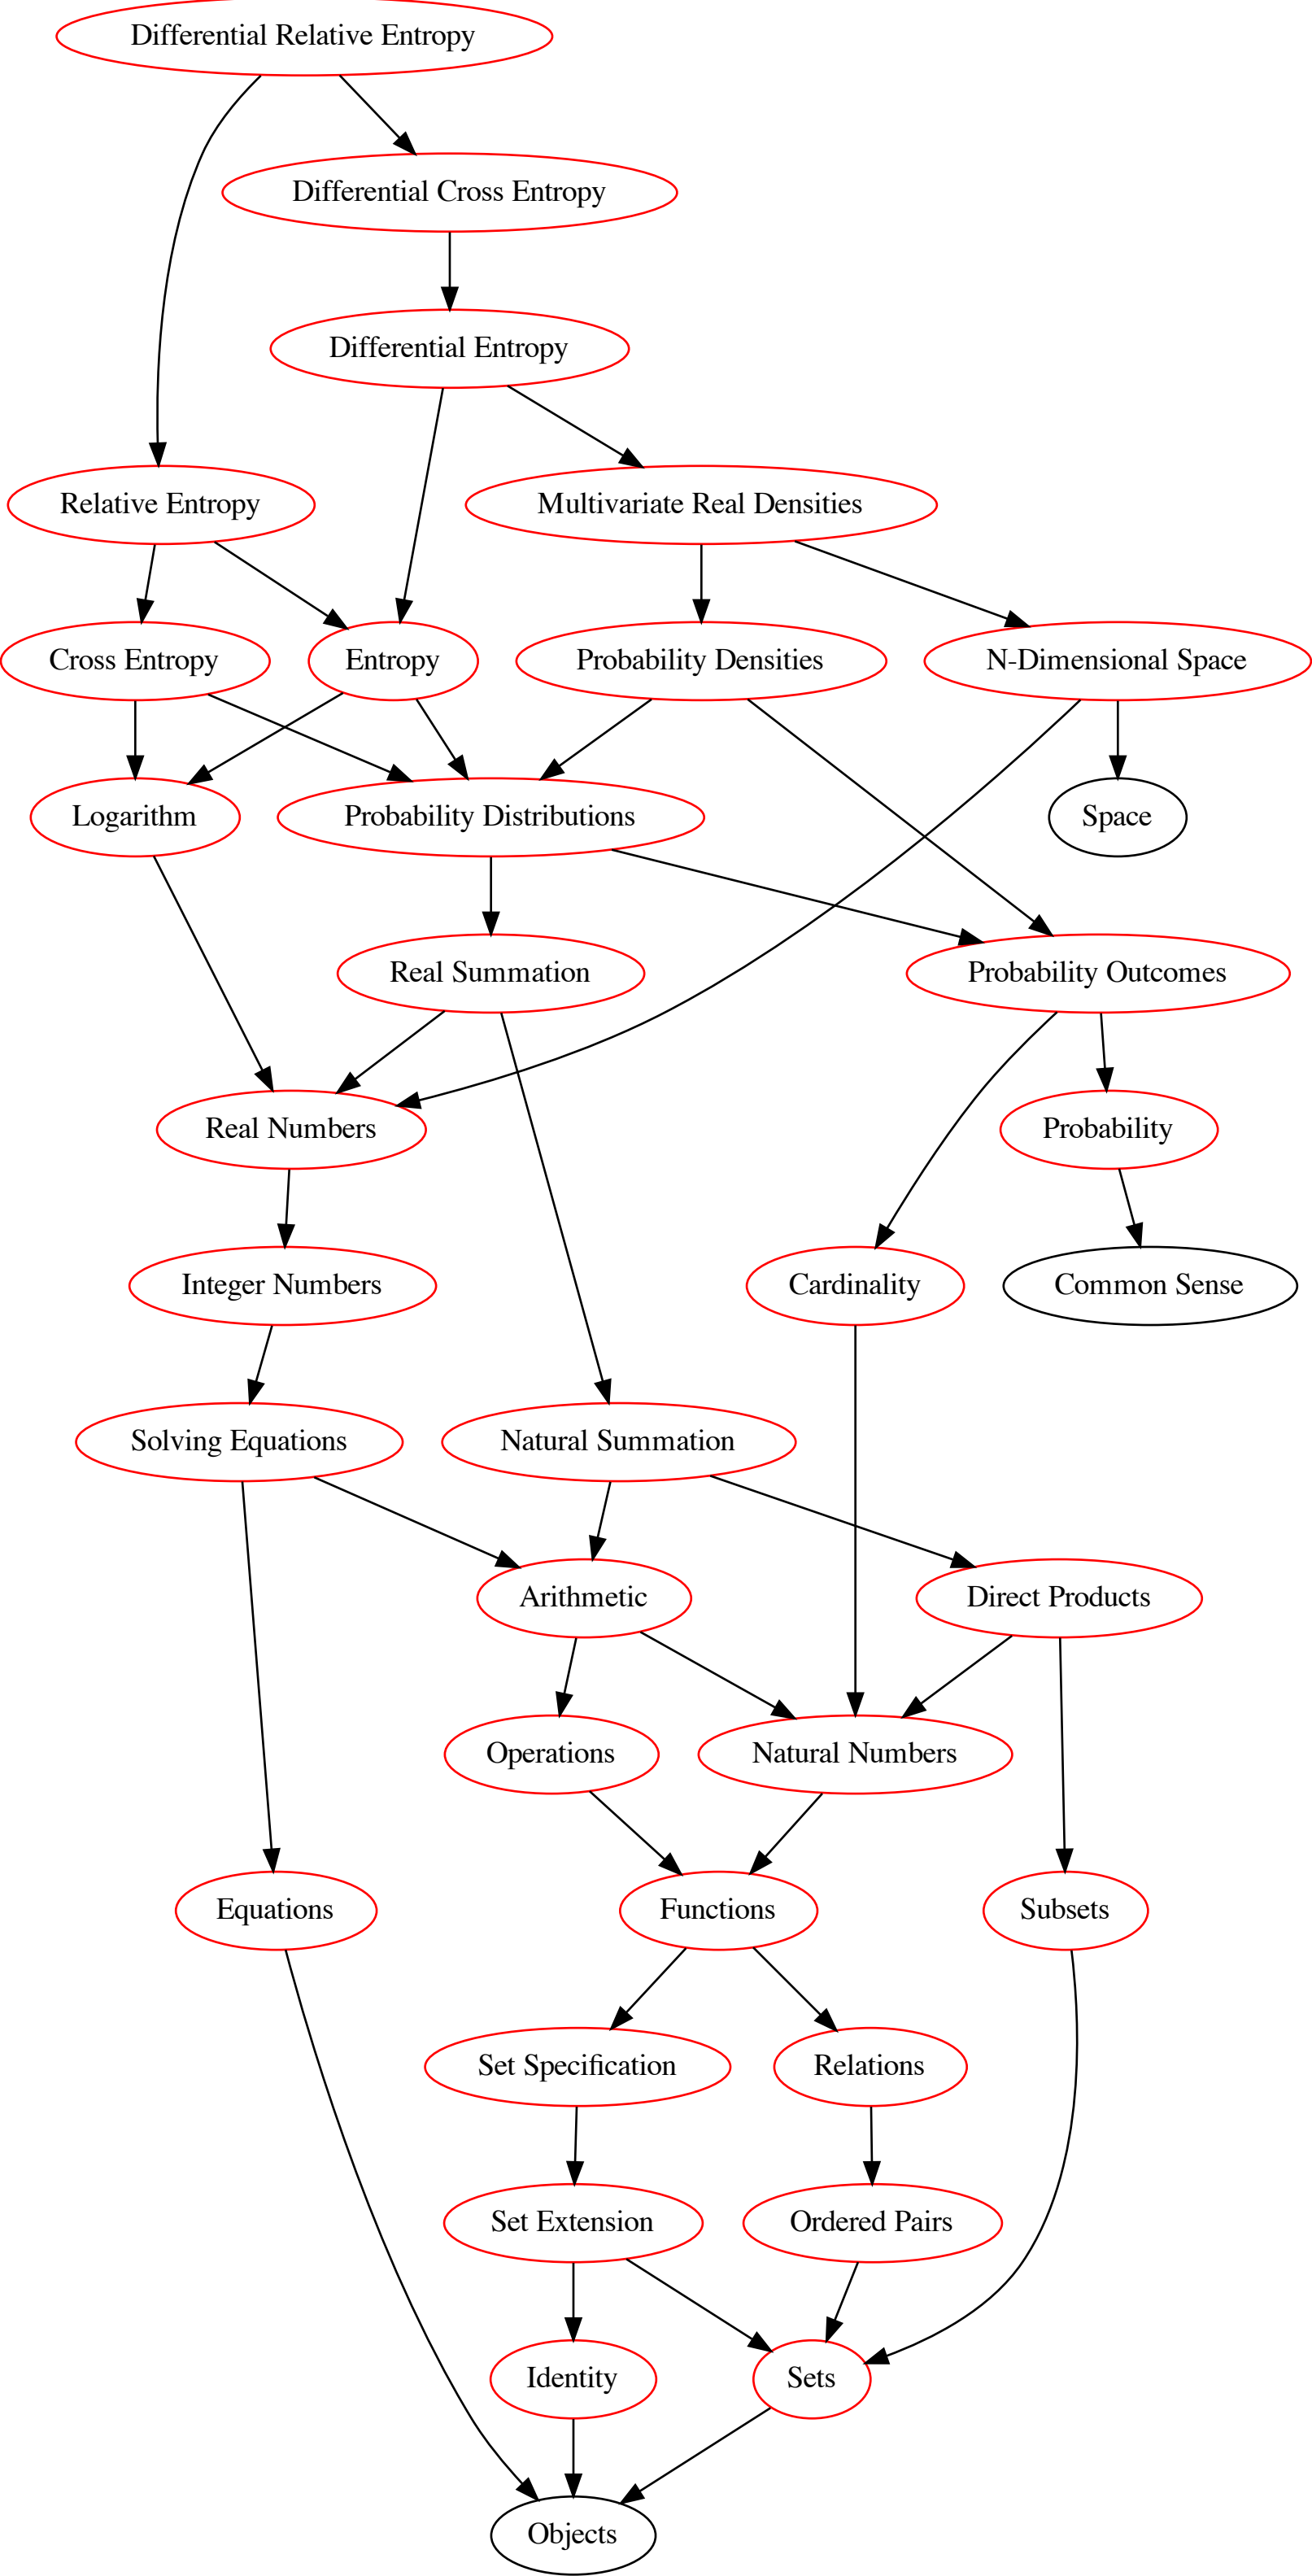 Differential Relative Entropy
Differential Cross Entropy
Differential Entropy
Relative Entropy
Multivariate Real Densities
Cross Entropy
Entropy
Probability Densities
N-Dimensional Space
Logarithm
Probability Distributions
Space
Real Summation
Probability Outcomes
Real Numbers
Probability
Integer Numbers
Cardinality
Common Sense
Solving Equations
Natural Summation
Arithmetic
Direct Products
Operations
Natural Numbers
Equations
Functions
Subsets
Set Specification
Relations
Set Extension
Ordered Pairs
Identity
Sets
Objects